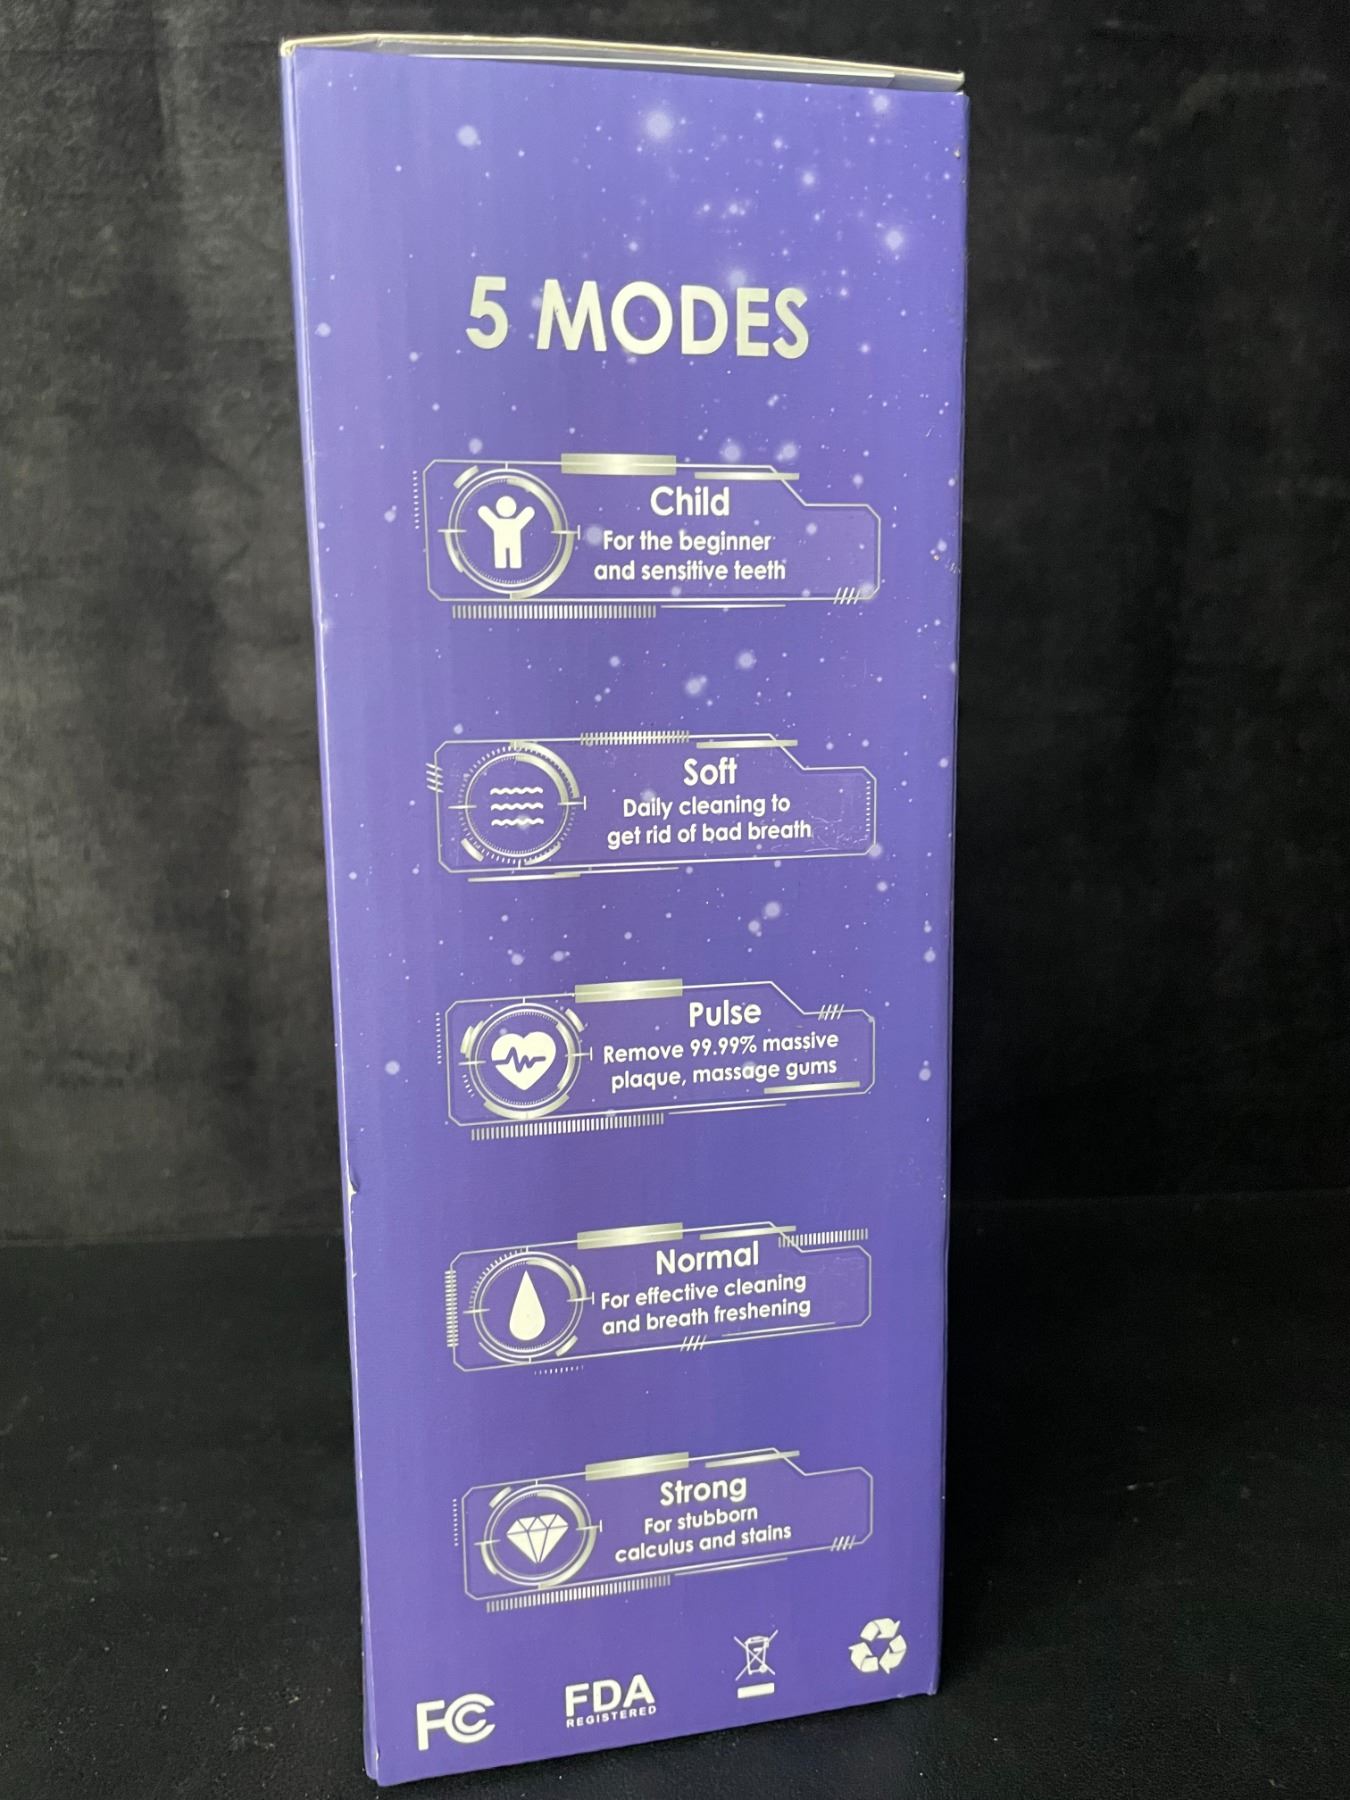 5 MODES
Child
For the beginner
and sensitive teeth
Soft
Daily cleaning to
get rid of bad breath
Pulse
Remove 99.99% massive
plaque, massage gums
Normal
For effective cleaning
and breath freshening
Strong
For stubborn
calculus and stains
FC
FDA
REGISTERED